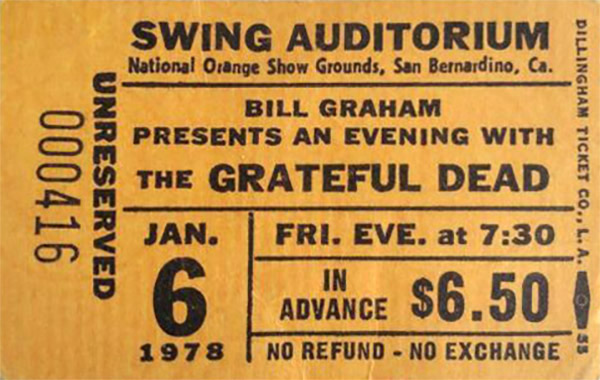 SWING AUDITORIUM
National Orange Show Grounds, San Bernardino, Ca.
BILL GRAHAM
PRESENTS AN EVENING WITH
THE GRATEFUL DEAD
JAN.
6
1978
FRI. EVE. at 7:30
IN
ADVANCE
$6.50
NO REFUND - NO EXCHANGE
UNRESERVED
000416
DILLINGHAM TICKET CO., L.A.
55